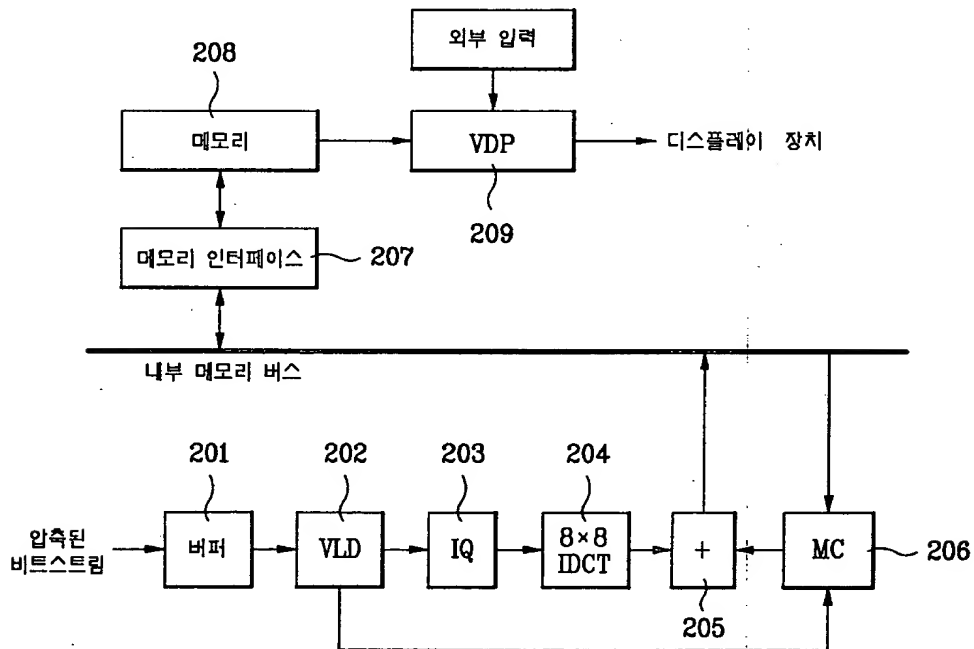 외부 입력
208
메모리
VDP
디스플레이 장치
209
메모리 인터페이스
207
내부 메모리 버스
201
202
203
204
압축된
비트스트림
버퍼
VLD
IQ
8×8
IDCT
+
MC
206
205